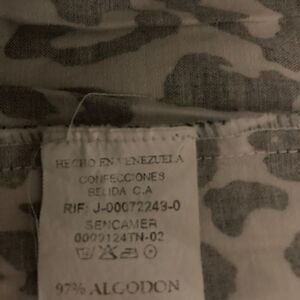 HECHO EN VENEZUELA
CONFECCIONES
BELIDA C.A
RIF: J-00072243-0
SENCAMER
0009124TN-02
97% ALGODON